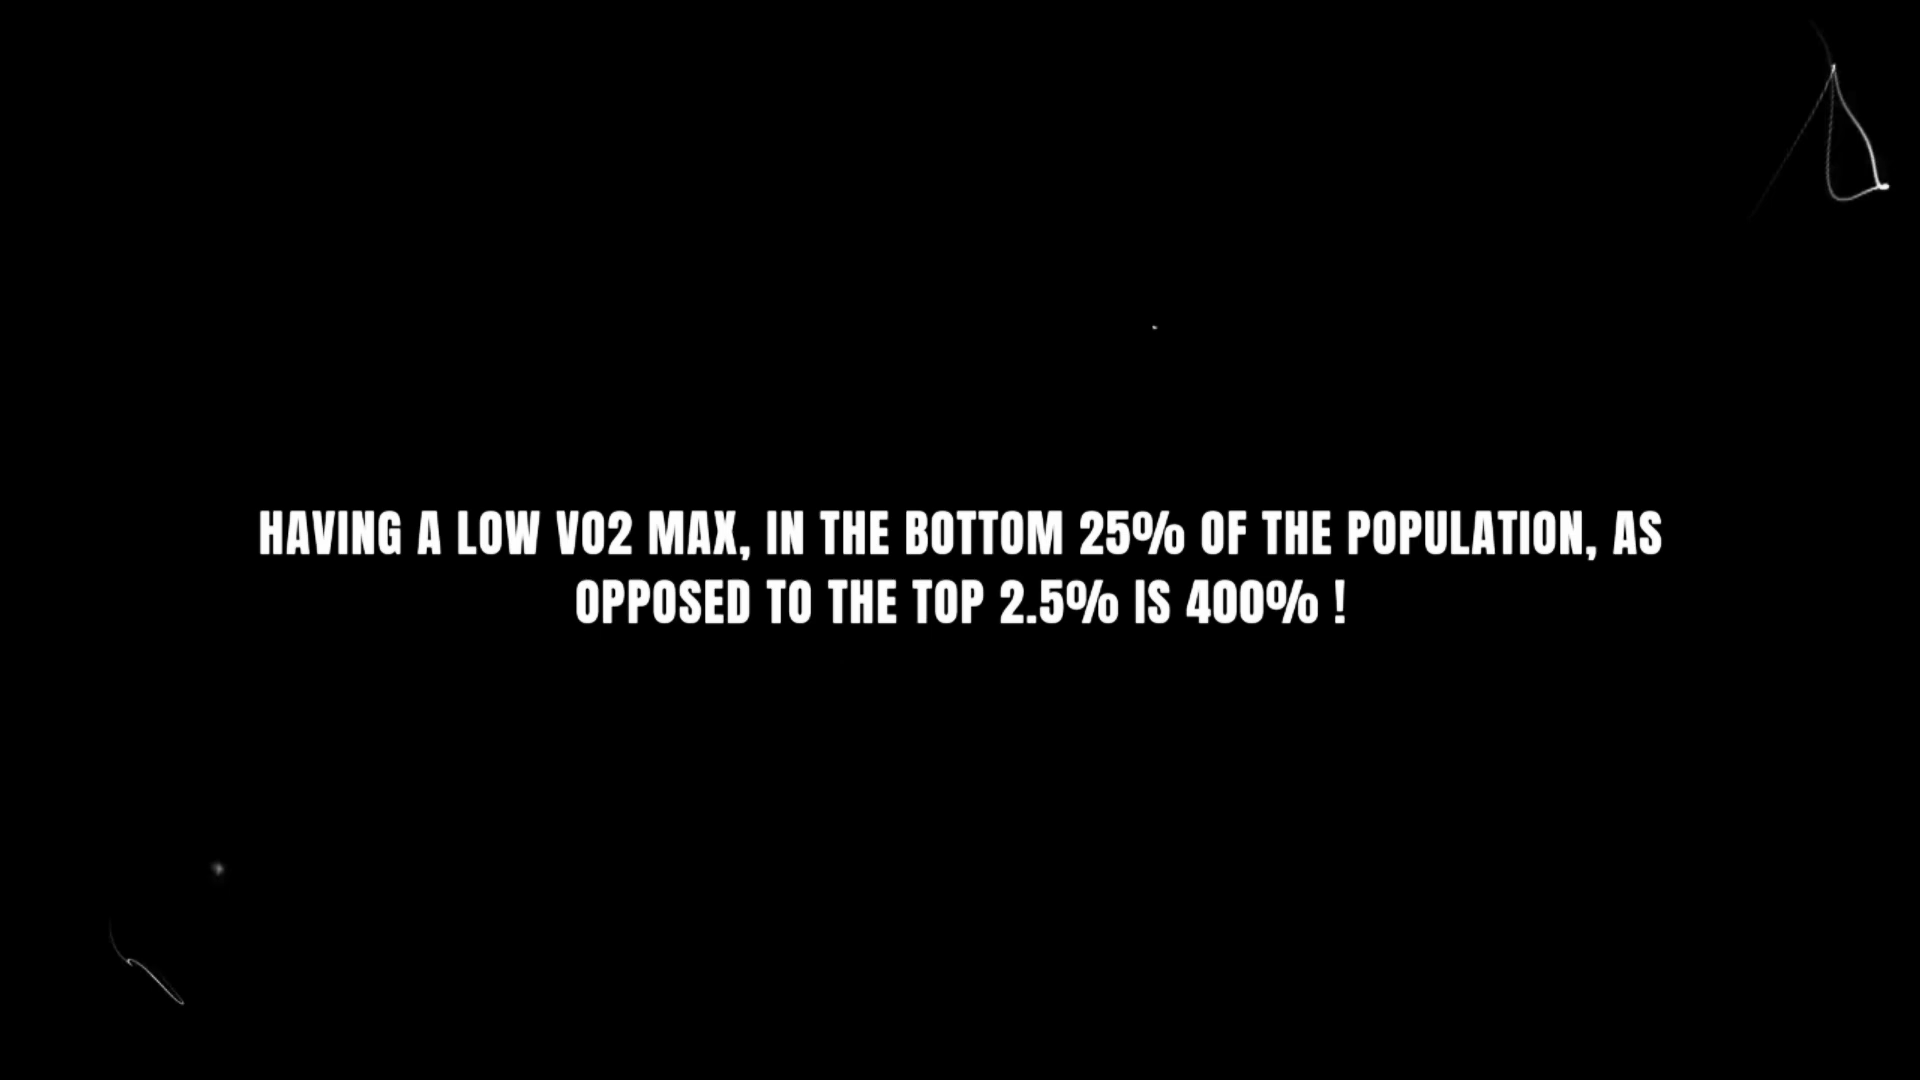 HAVING A LOW VO2 MAX, IN THE BOTTOM 25% OF THE POPULATION, AS
OPPOSED TO THE TOP 2.5% IS 400% !